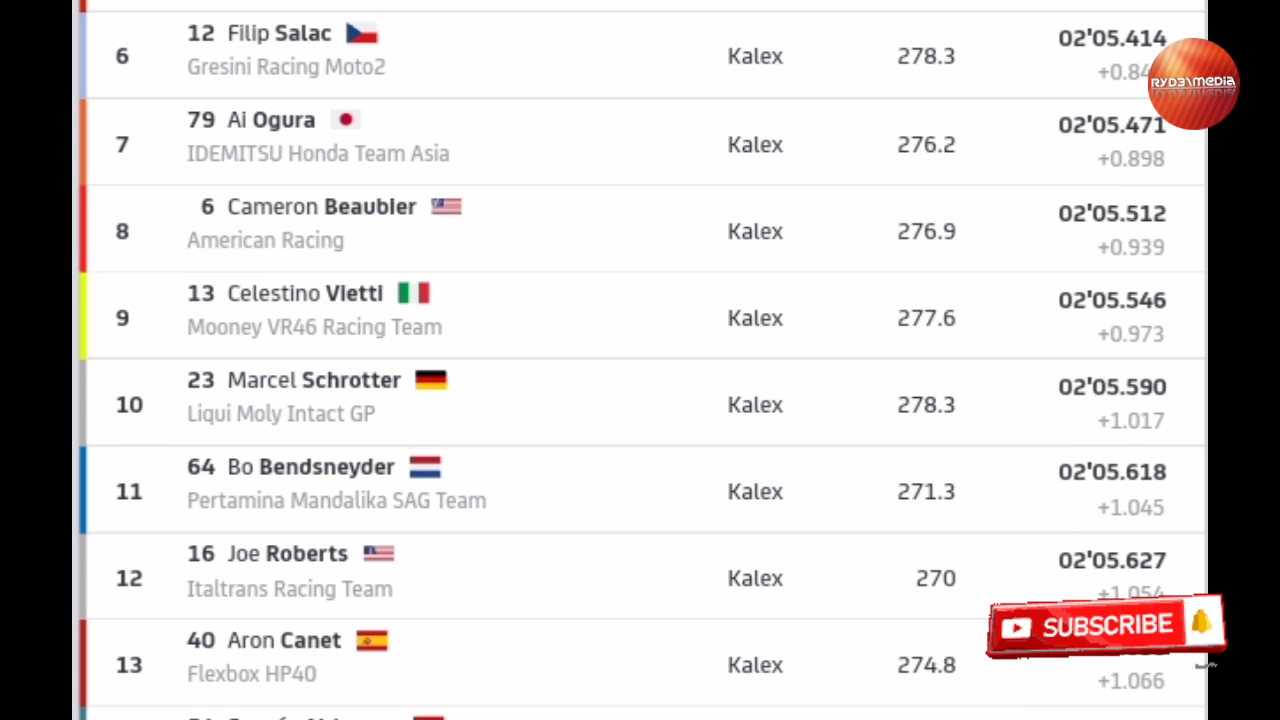 12 Filip Salac
6 Kalex 278.3 02'05.414
Gresini Racing Moto2
RYD3\MEDIA
79 Ai Ogura
7 Kalex 276.2 02'05.471
IDEMITSU Honda Team Asia +0.898
6 Cameron Beaubier
8 Kalex 276.9 02'05.512
American Racing +0.939
13 Celestino Vietti
9 Kalex 277.6 02'05.546
Mooney VR46 Racing Team +0.973
23 Marcel Schrotter
10 Kalex 278.3 02'05.590
Liqui Moly Intact GP +1.017
64 Bo Bendsneyder
11 Kalex 271.3 02'05.618
Pertamina Mandalika SAG Team +1.045
16 Joe Roberts
12 Kalex 270 02'05.627
Italtrans Racing Team +1.054
SUBSCRIBE
40 Aron Canet
13 Kalex 274.8
Flexbox HP40 +1.066